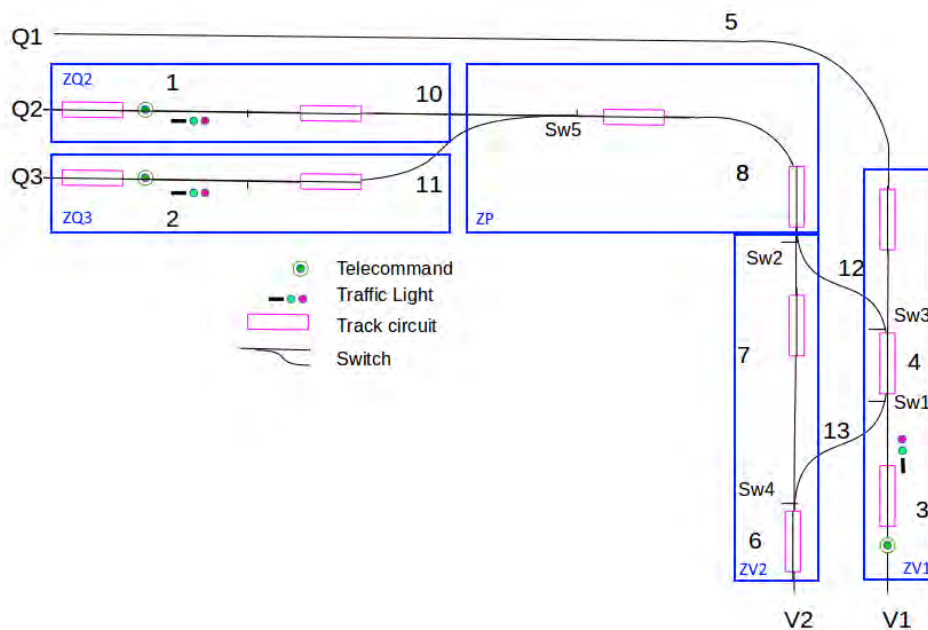 5
Q1
ZQ2
1
10
Q2
Sw5
Q3
ZQ3
2
11
ZP
8
Sw2
12
Telecommand
Traffic Light
Track circuit
Switch
Sw3
7
4
Sw1
13
Sw4
3
6
ZV2
ZV1
V2
V1